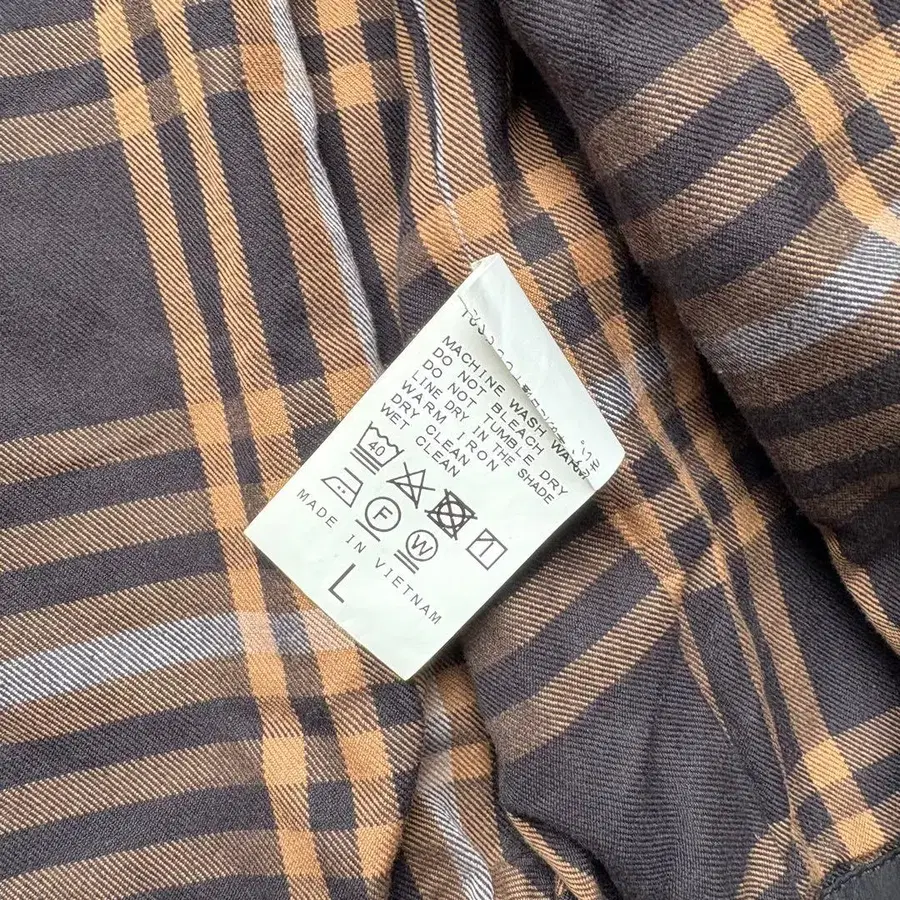 MACHINE WASH WARM
DO NOT BLEACH
DO NOT TUMBLE DRY
LINE DRY IN THE SHADE
WARM IRON
DRY CLEAN
WET CLEAN
40
F
W
MADE IN VIETNAM
L